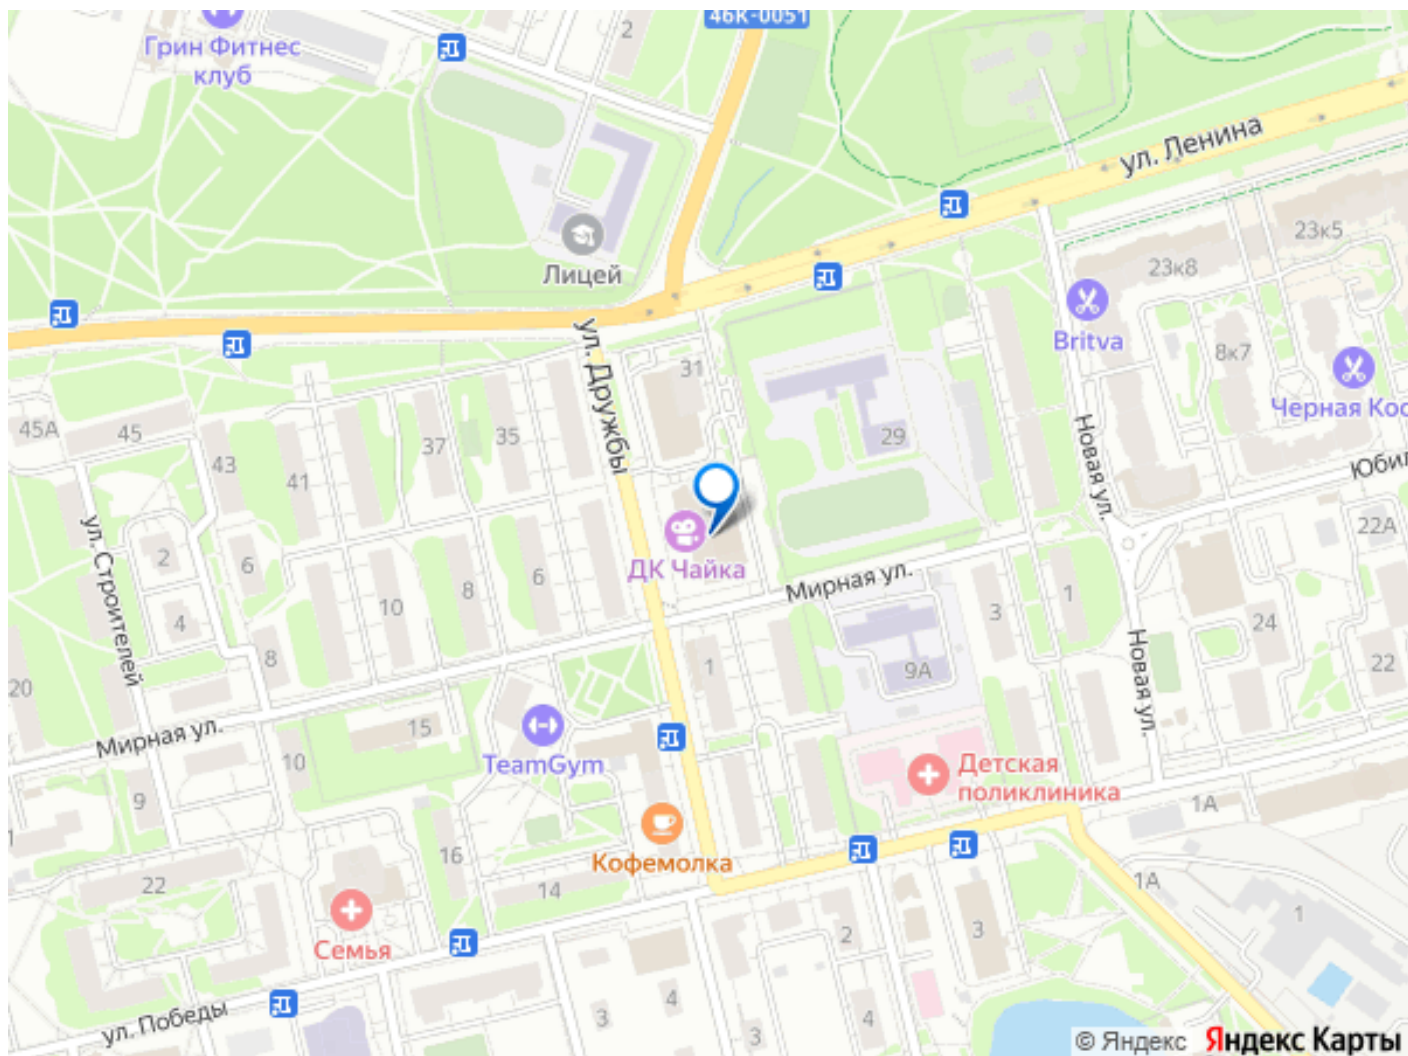 46К-0051
2
Грин Фитнес
клуб
ул. Ленина
23к5
23к8
Лицей
Britva
8к7
Черная Кос
ул. Дружбы
31
45А
45
43
41
37
35
29
Новая ул.
Юбил
22А
ул. Строителей
2
6
10
8
6
ДК Чайка
Мирная ул.
3
1
4
8
24
22
20
1
9А
Новая ул.
Мирная ул.
15
10
TeamGym
Детская
поликлиника
9
1А
1
Кофемолка
16
22
14
1А
1
Семья
2
3
ул. Победы
3
4
3
4
© Яндекс Яндекс Карты